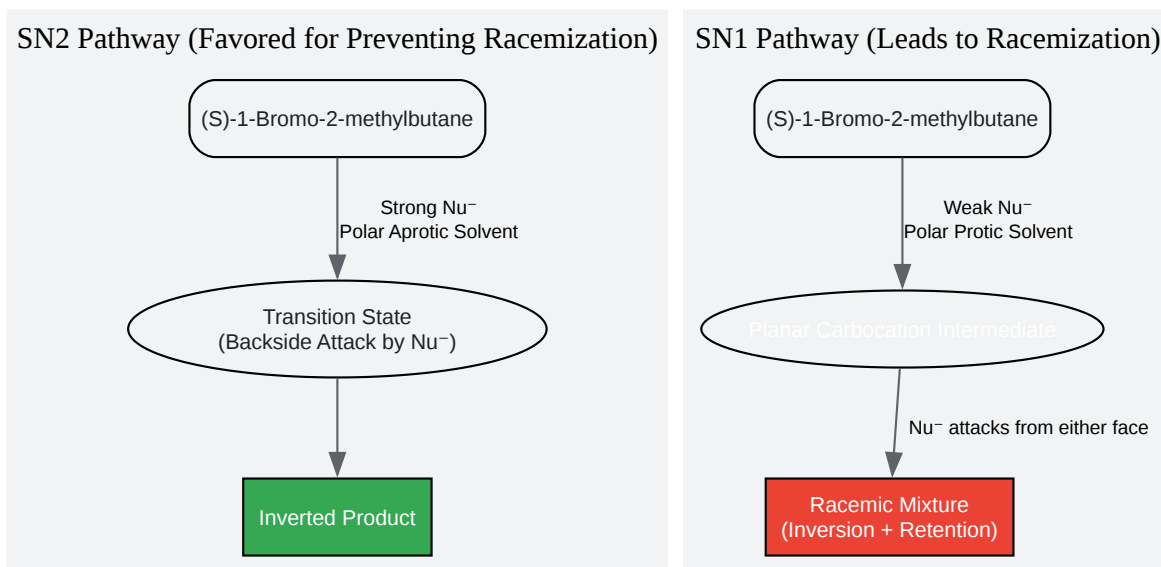 SN2 Pathway (Favored for Preventing Racemization)
(S)-1-Bromo-2-methylbutane
Strong Nu⁻
Polar Aprotic Solvent
Transition State
(Backside Attack by Nu⁻)
Inverted Product
SN1 Pathway (Leads to Racemization)
(S)-1-Bromo-2-methylbutane
Weak Nu⁻
Polar Protic Solvent
Planar Carbocation Intermediate
Nu⁻ attacks from either face
Racemic Mixture
(Inversion + Retention)